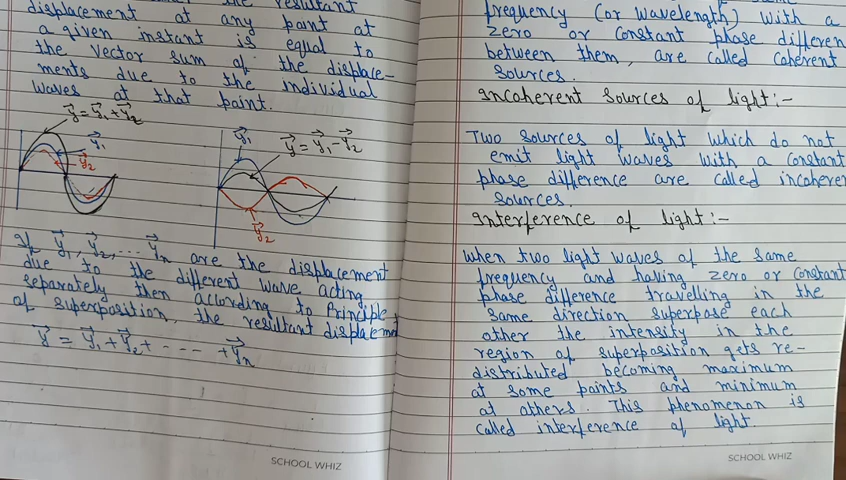 the resultant
displacement at any point at
a given instant is equal to
the vector sum of the displace-
ments due to the individual
waves at that point.
y⃗ = y⃗₁ + y⃗₂
y⃗₁
y⃗₂
y⃗₁
y⃗ = y⃗₁ - y⃗₂
y⃗₂
If y⃗₁, y⃗₂, ... y⃗n are the displacement
due to the different wave acting
separately then according to Principle
of superposition, the resultant displacement
y⃗ = y⃗₁ + y⃗₂ + ---- + y⃗n
SCHOOL WHIZ
frequency (or wavelength) with a
zero or constant phase differen
between them, are called coherent
sources.
Incoherent sources of light:-
Two sources of light which do not
emit light waves with a constant
phase difference are called incoheren
sources.
Interference of light:-
When two light waves of the same
frequency and having zero or constant
phase difference travelling in the
same direction superpose each
other the intensity in the
region of superposition gets re-
distributed becoming maximum
at some points and minimum
at others. This phenomenon is
called interference of light.
SCHOOL WHIZ